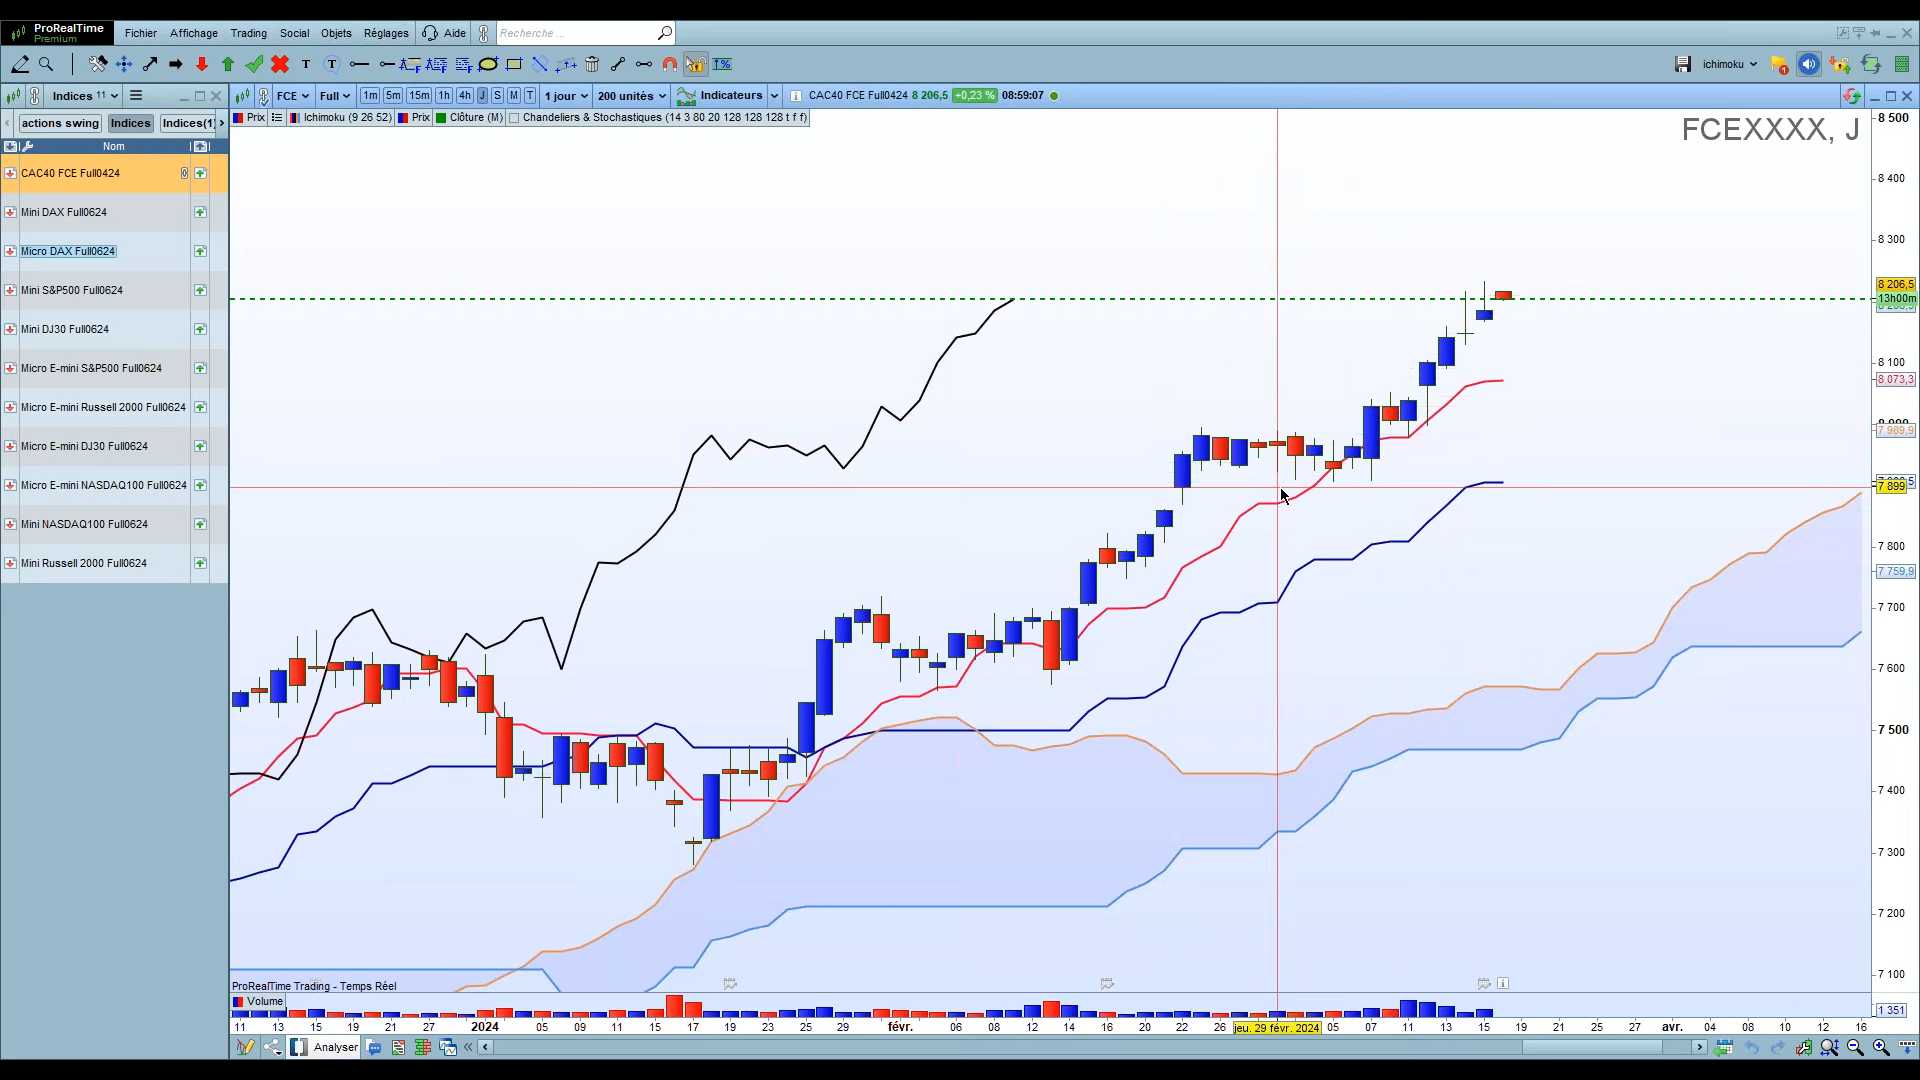 ProRealTime
Premium
Fichier Affichage Trading Social Objets Réglages Aide Recherche ...
ichimoku
Indices 11
FCE Full 1m 5m 15m 1h 4h J S M T 1 jour 200 unités Indicateurs CAC40 FCE Full0424 8 206,5 +0,23 % 08:59:07
actions swing Indices Indices(1)
Prix Ichimoku (9 26 52) Prix Clôture (M) Chandeliers & Stochastiques (14 3 80 20 128 128 128 t f f)
FCEXXXX, J
Nom
CAC40 FCE Full0424
Mini DAX Full0624
Micro DAX Full0624
Mini S&P500 Full0624
Mini DJ30 Full0624
Micro E-mini S&P500 Full0624
Micro E-mini Russell 2000 Full0624
Micro E-mini DJ30 Full0624
Micro E-mini NASDAQ100 Full0624
Mini NASDAQ100 Full0624
Mini Russell 2000 Full0624
8 500
8 400
8 300
8 206,5
13h00m
8 100
8 073,3
7 989,9
7 899
7 800
7 759,9
7 700
7 600
7 500
7 400
7 300
7 200
7 100
ProRealTime Trading - Temps Réel
Volume
1 351
11 13 15 19 21 27 2024 05 09 11 15 17 19 23 25 29 févr. 06 08 12 14 16 20 22 26 jeu. 29 févr. 2024 05 07 11 13 15 19 21 25 27 avr. 04 08 10 12 16
Analyser